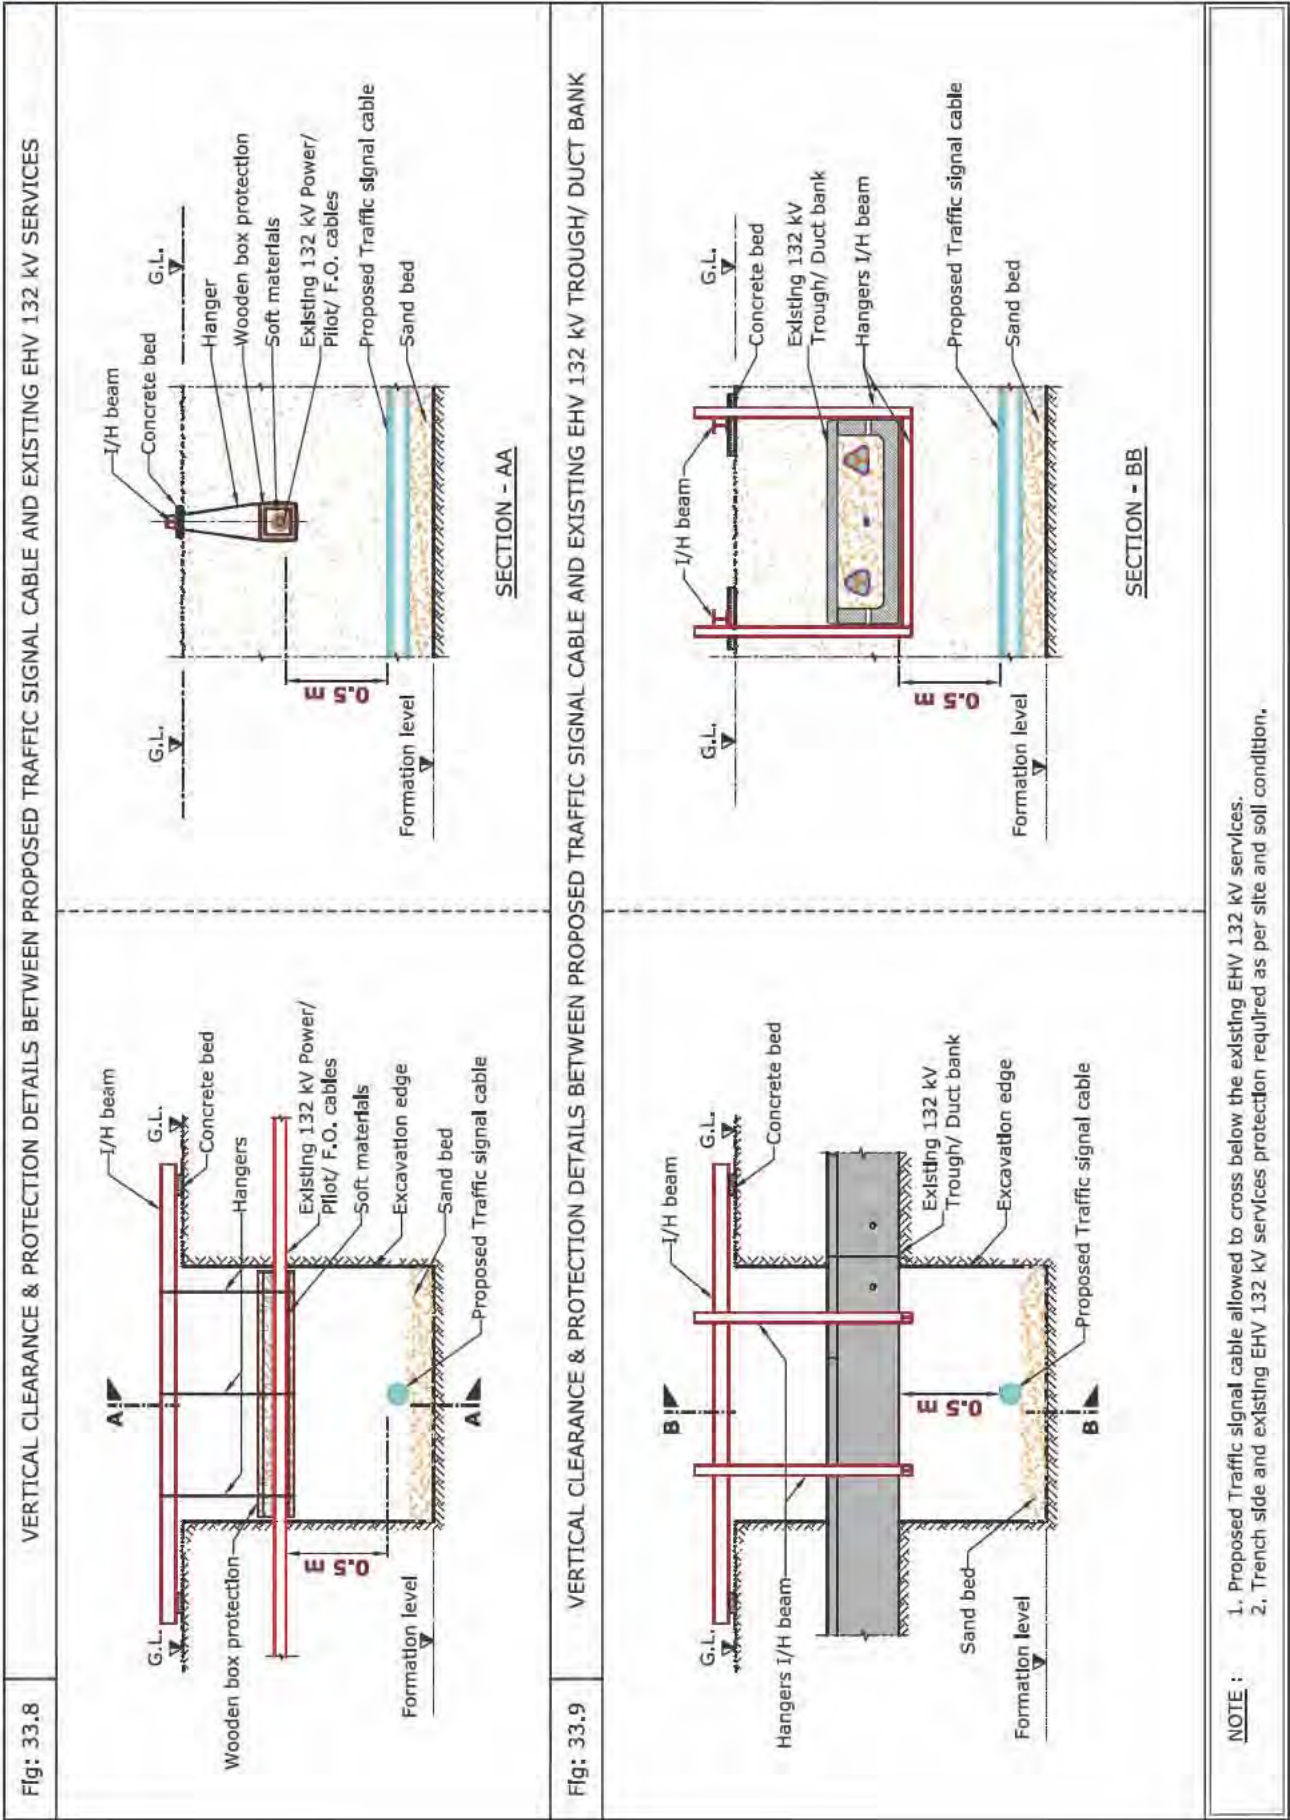 Fig: 33.8
VERTICAL CLEARANCE & PROTECTION DETAILS BETWEEN PROPOSED TRAFFIC SIGNAL CABLE AND EXISTING EHV 132 kV SERVICES
I/H beam
G.L.
G.L.
Concrete bed
Hangers
Wooden box protection
Existing 132 kV Power/
Pilot/ F.O. cables
Soft materials
Excavation edge
Sand bed
Proposed Traffic signal cable
A
A
0.5 m
Formation level
I/H beam
Concrete bed
G.L.
G.L.
Hanger
Wooden box protection
Soft materials
Existing 132 kV Power/
Pilot/ F.O. cables
Proposed Traffic signal cable
Sand bed
0.5 m
Formation level
SECTION - AA
Fig: 33.9
VERTICAL CLEARANCE & PROTECTION DETAILS BETWEEN PROPOSED TRAFFIC SIGNAL CABLE AND EXISTING EHV 132 kV TROUGH/ DUCT BANK
I/H beam
G.L.
G.L.
Concrete bed
Hangers I/H beam
Existing 132 kV
Trough/ Duct bank
Excavation edge
Proposed Traffic signal cable
B
B
0.5 m
Sand bed
Formation level
I/H beam
G.L.
G.L.
Concrete bed
Existing 132 kV
Trough/ Duct bank
Hangers I/H beam
Proposed Traffic signal cable
Sand bed
0.5 m
Formation level
SECTION - BB
NOTE :
1. Proposed Traffic signal cable allowed to cross below the existing EHV 132 kV services.
2. Trench side and existing EHV 132 kV services protection required as per site and soil condition.